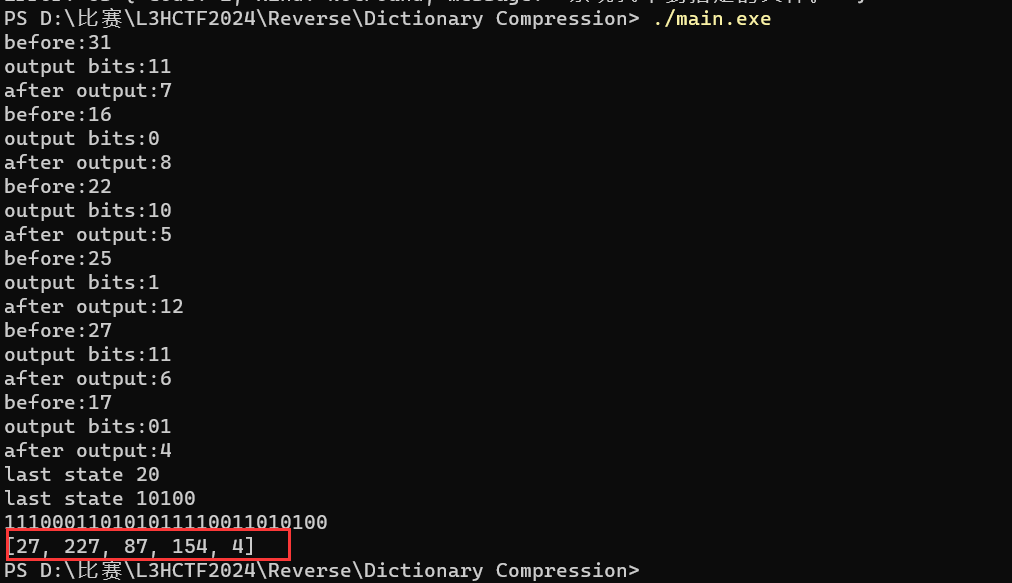 PS D:\比赛\L3HCTF2024\Reverse\Dictionary Compression> ./main.exe
before:31
output bits:11
after output:7
before:16
output bits:0
after output:8
before:22
output bits:10
after output:5
before:25
output bits:1
after output:12
before:27
output bits:11
after output:6
before:17
output bits:01
after output:4
last state 20
last state 10100
111000110101011110011010100
[27, 227, 87, 154, 4]
PS D:\比赛\L3HCTF2024\Reverse\Dictionary Compression>